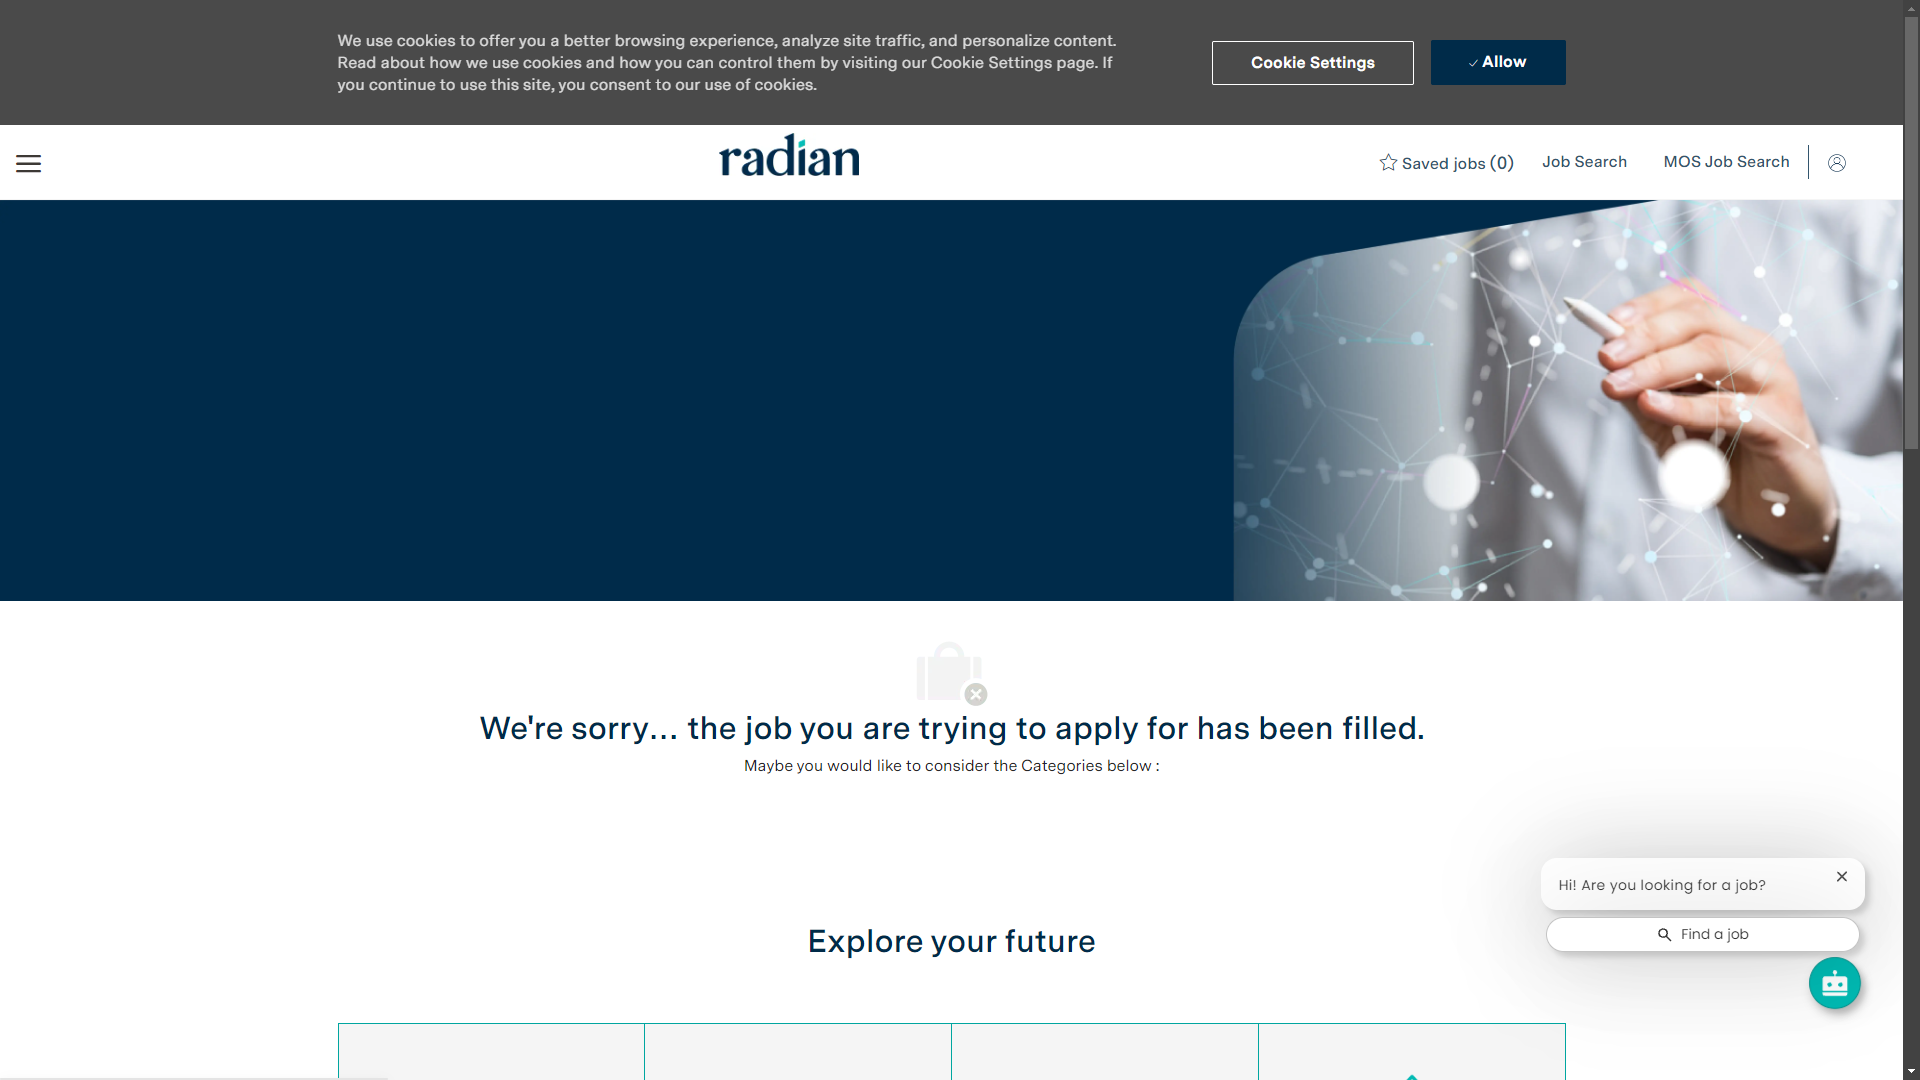 We use cookies to offer you a better browsing experience, analyze site traffic, and personalize content.
Read about how we use cookies and how you can control them by visiting our Cookie Settings page. If
you continue to use this site, you consent to our use of cookies.
Cookie Settings
Allow
radian
Saved jobs (0)
Job Search
MOS Job Search
We're sorry… the job you are trying to apply for has been filled.
Maybe you would like to consider the Categories below :
Hi! Are you looking for a job?
Find a job
Explore your future